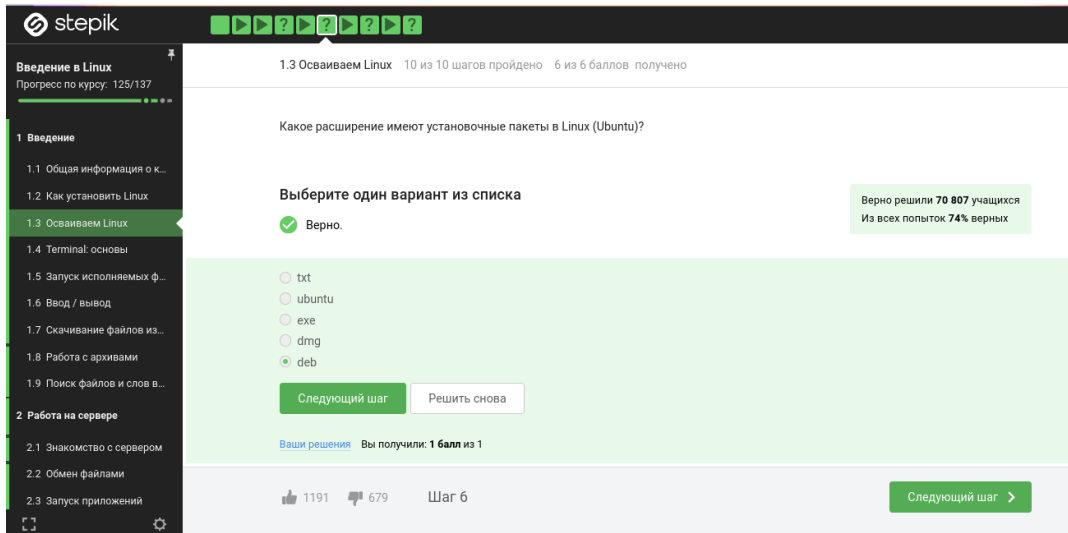 stepik
Введение в Linux
Прогресс по курсу: 125/137
1 Введение
1.1 Общая информация о к...
1.2 Как установить Linux
1.3 Осваиваем Linux
1.4 Terminal: основы
1.5 Запуск исполняемых ф...
1.6 Ввод / вывод
1.7 Скачивание файлов из...
1.8 Работа с архивами
1.9 Поиск файлов и слов в...
2 Работа на сервере
2.1 Знакомство с сервером
2.2 Обмен файлами
2.3 Запуск приложений
? ? ? ?
1.3 Осваиваем Linux 10 из 10 шагов пройдено 6 из 6 баллов получено
Какое расширение имеют установочные пакеты в Linux (Ubuntu)?
Выберите один вариант из списка
Верно.
Верно решили 70 807 учащихся
Из всех попыток 74% верных
txt
ubuntu
exe
dmg
deb
Следующий шаг Решить снова
Ваши решения Вы получили: 1 балл из 1
1191 679 Шаг 6 Следующий шаг